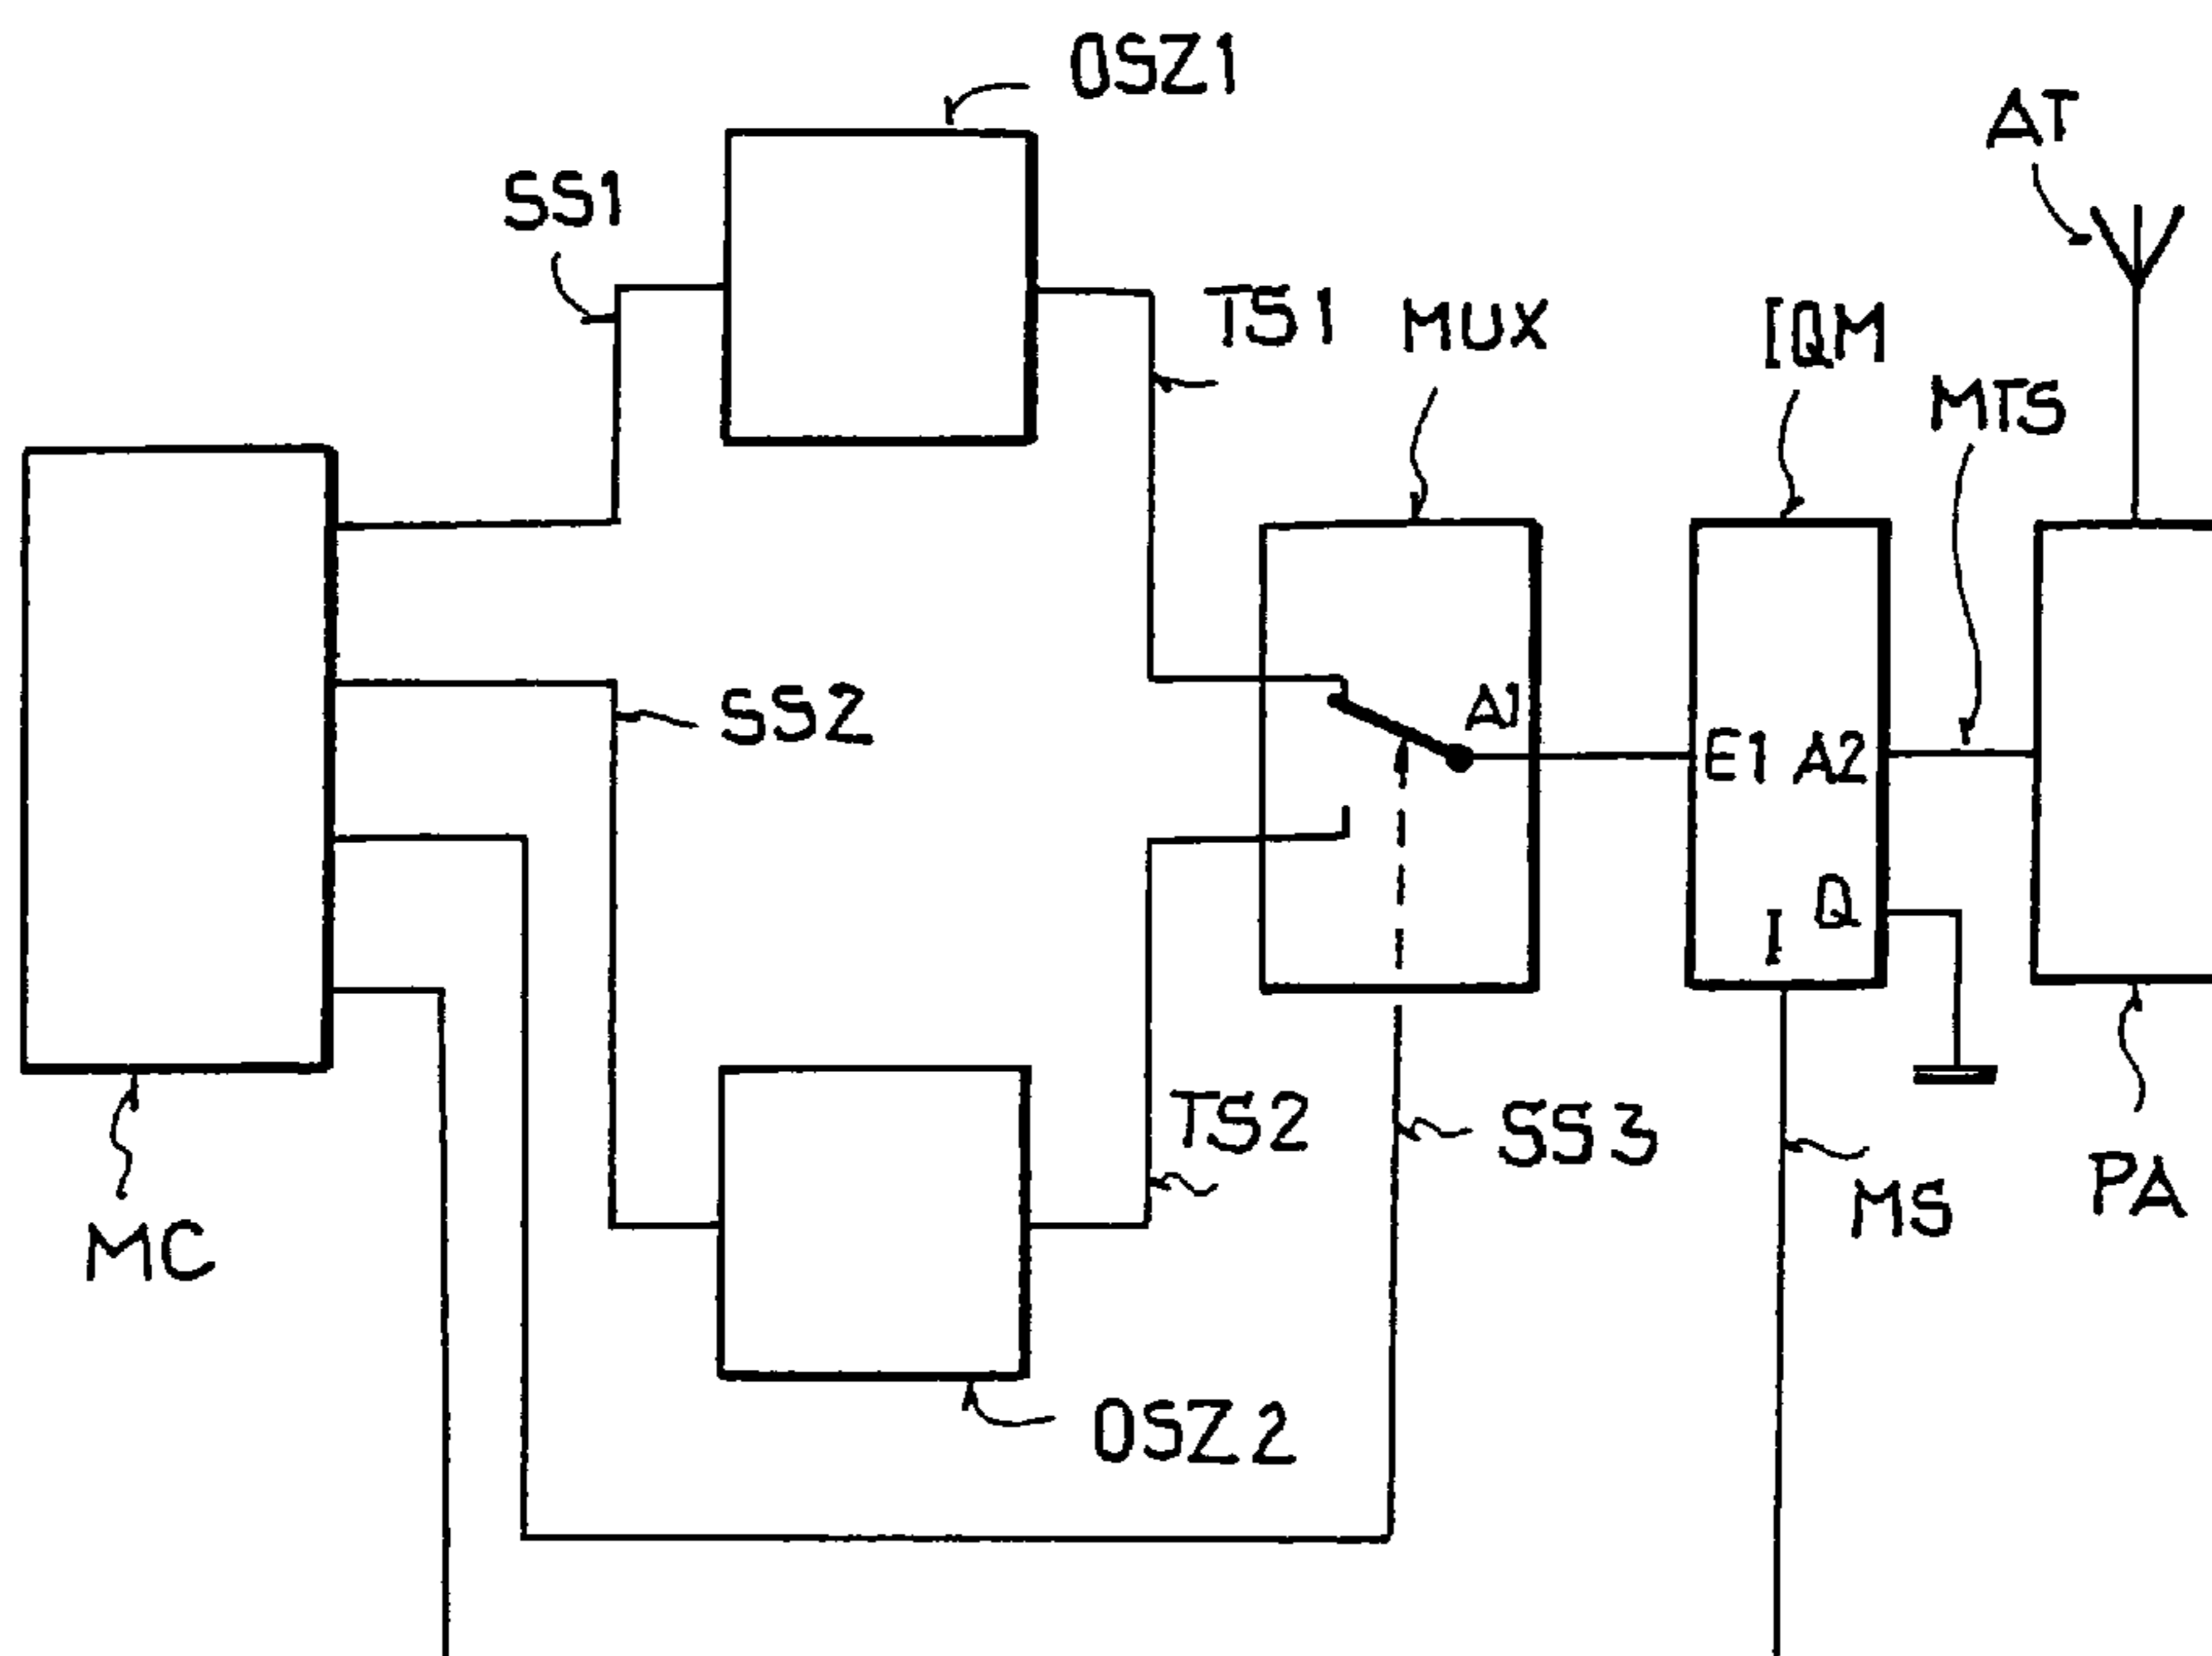 OSZ1
AT
SS1
TS1
MUX
IQM
MTS
SS2
A1
E1 A2
Q
I
TS2
SS3
PA
MS
MC
OSZ2